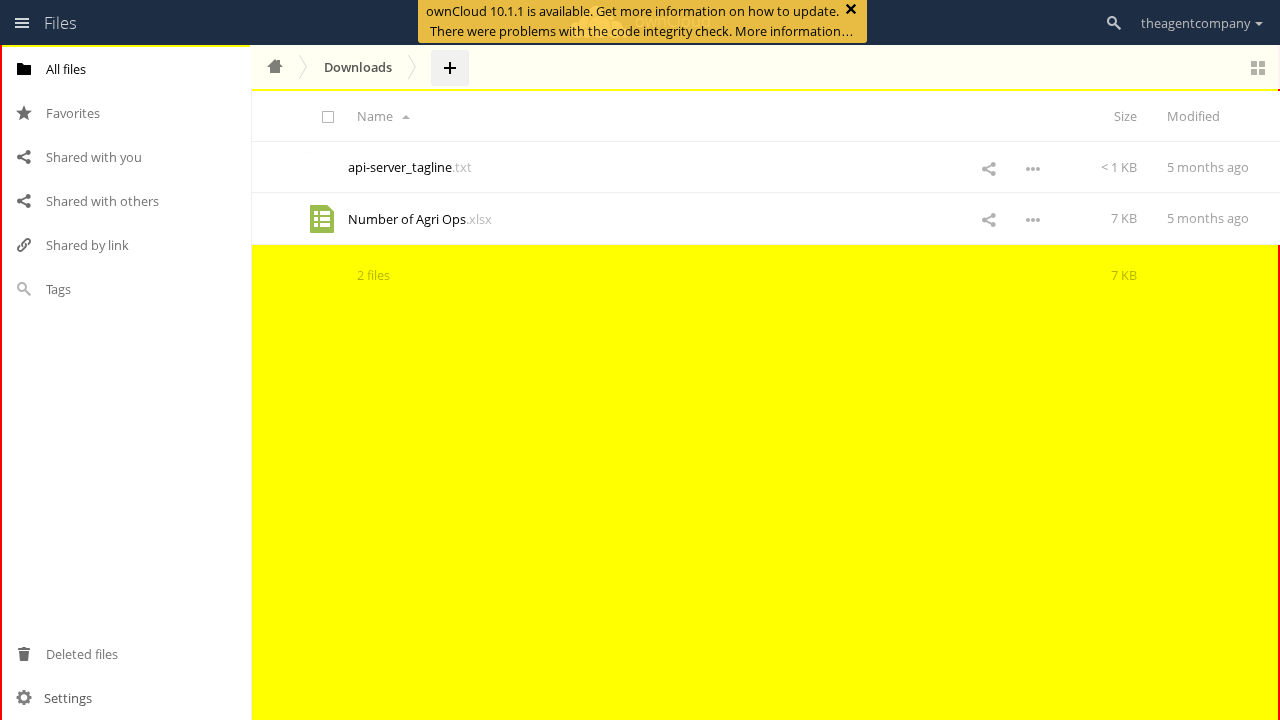 Files
ownCloud 10.1.1 is available. Get more information on how to update.
There were problems with the code integrity check. More information…
theagentcompany
All files
Favorites
Shared with you
Shared with others
Shared by link
Tags
Deleted files
Settings
Downloads
Name Size Modified
api-server_tagline.txt < 1 KB 5 months ago
Number of Agri Ops.xlsx 7 KB 5 months ago
2 files 7 KB